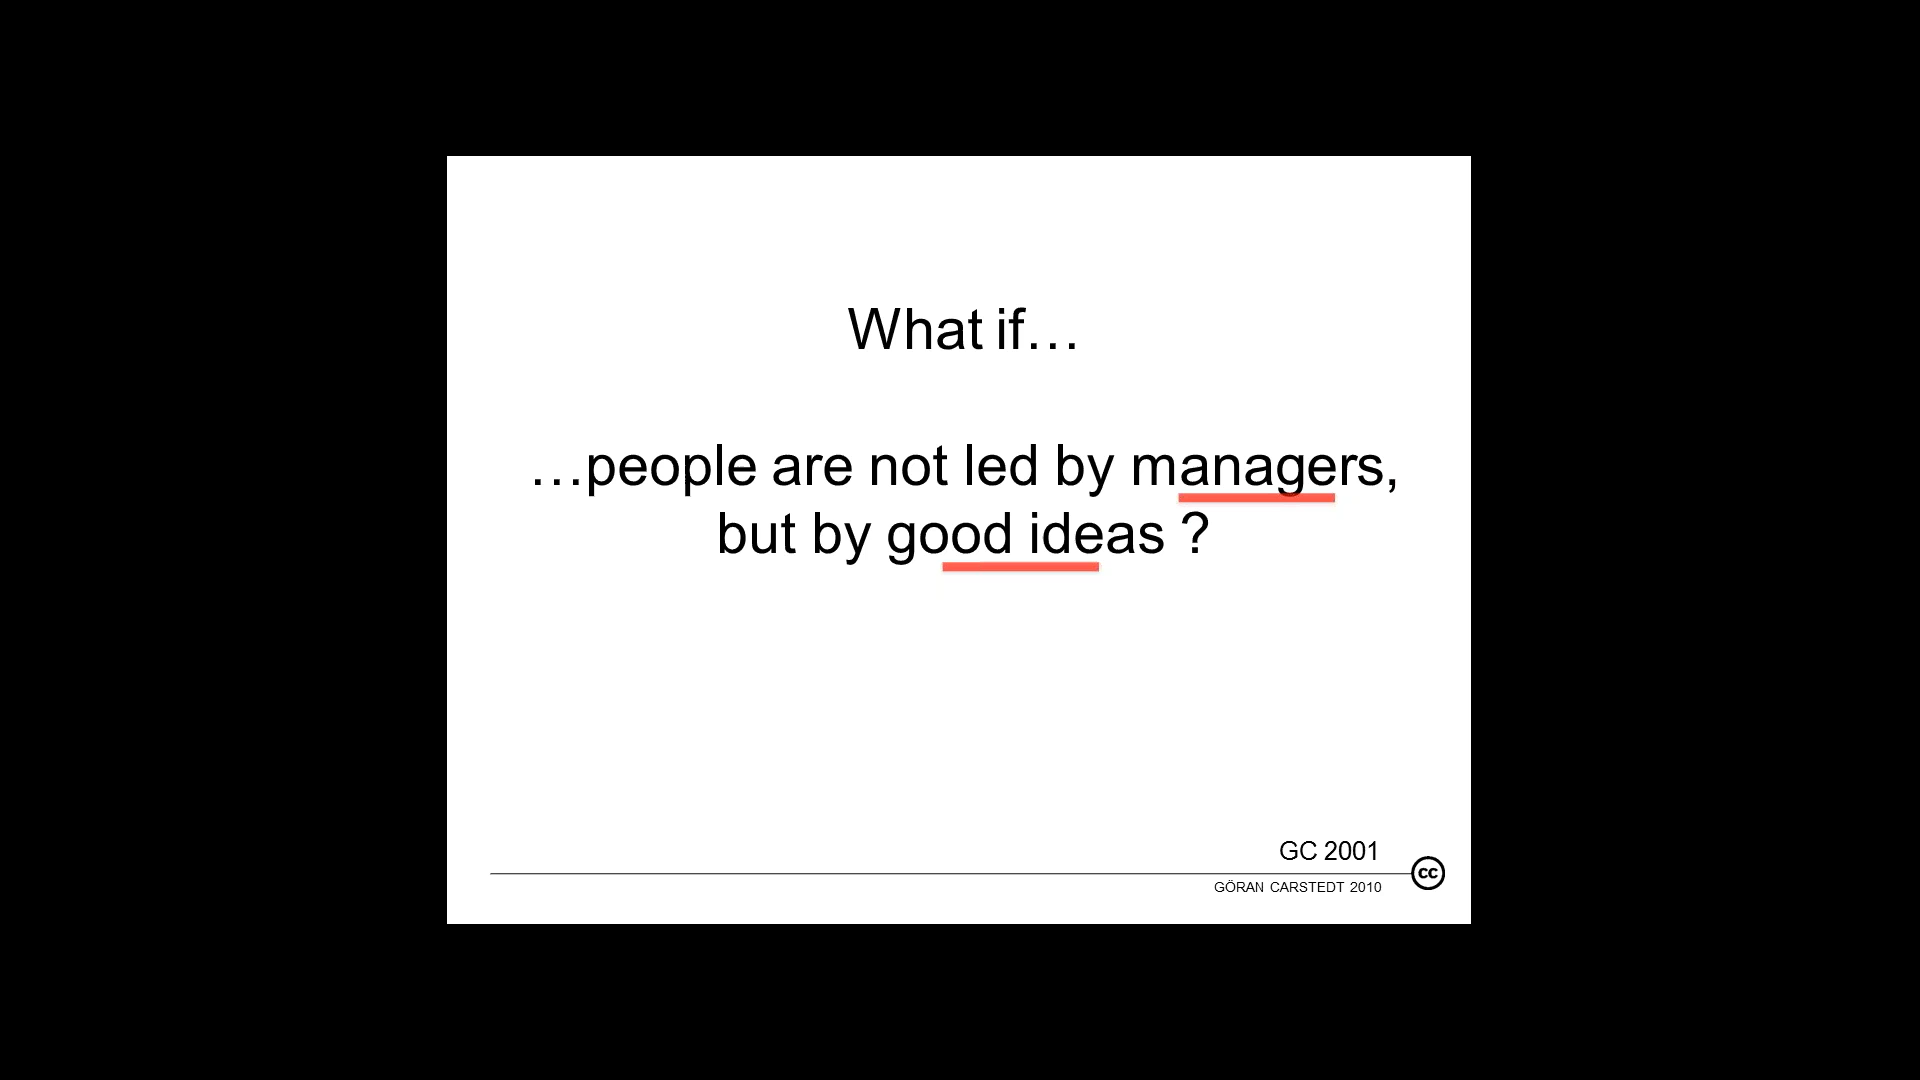 What if…
…people are not led by managers,
but by good ideas ?
GC 2001
cc
GÖRAN CARSTEDT 2010